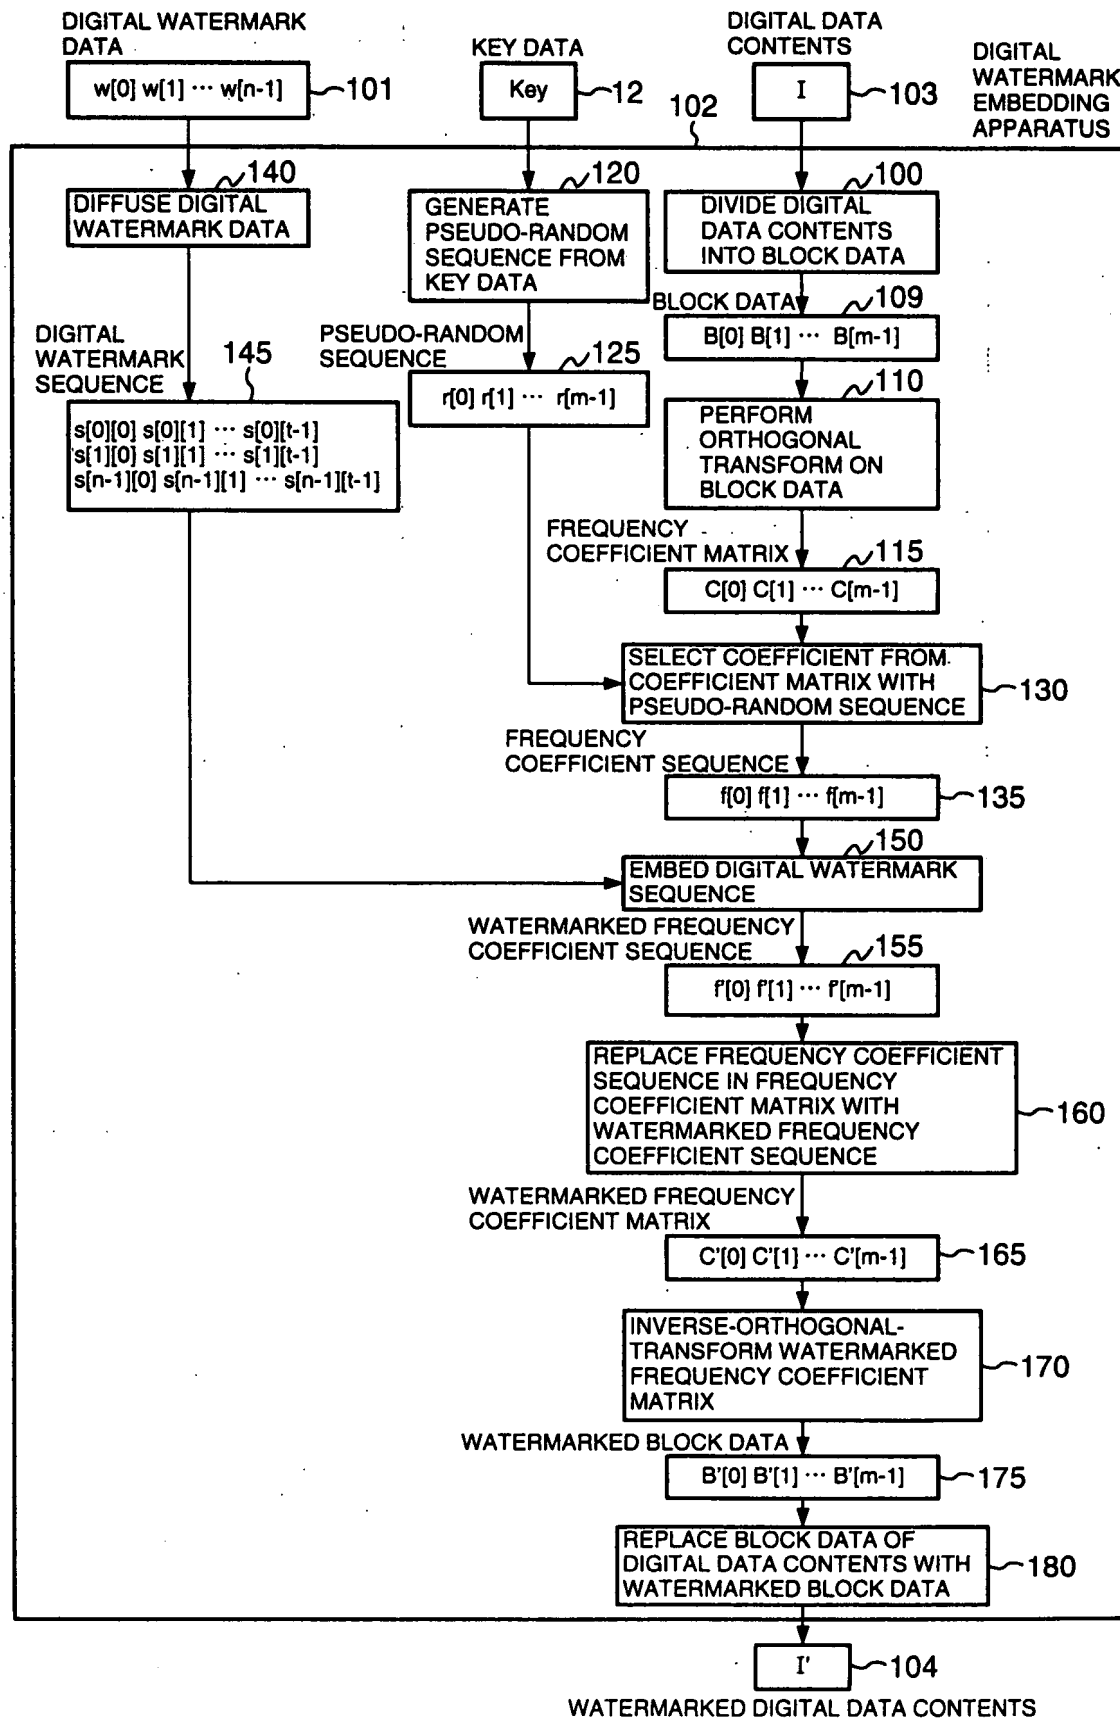 DIGITAL WATERMARK
DATA
w[0] w[1] ··· w[n-1]
101
KEY DATA
Key
12
DIGITAL DATA
CONTENTS
I
103
DIGITAL
WATERMARK
EMBEDDING
APPARATUS
102
140
DIFFUSE DIGITAL
WATERMARK DATA
120
GENERATE
PSEUDO-RANDOM
SEQUENCE FROM
KEY DATA
100
DIVIDE DIGITAL
DATA CONTENTS
INTO BLOCK DATA
BLOCK DATA
109
B[0] B[1] ··· B[m-1]
DIGITAL
WATERMARK
SEQUENCE
145
s[0][0] s[0][1] ··· s[0][t-1]
s[1][0] s[1][1] ··· s[1][t-1]
s[n-1][0] s[n-1][1] ··· s[n-1][t-1]
PSEUDO-RANDOM
SEQUENCE
125
r[0] r[1] ··· r[m-1]
110
PERFORM
ORTHOGONAL
TRANSFORM ON
BLOCK DATA
FREQUENCY
COEFFICIENT MATRIX
115
C[0] C[1] ··· C[m-1]
SELECT COEFFICIENT FROM
COEFFICIENT MATRIX WITH
PSEUDO-RANDOM SEQUENCE
130
FREQUENCY
COEFFICIENT SEQUENCE
f[0] f[1] ··· f[m-1]
135
150
EMBED DIGITAL WATERMARK
SEQUENCE
WATERMARKED FREQUENCY
COEFFICIENT SEQUENCE
155
f'[0] f'[1] ··· f'[m-1]
REPLACE FREQUENCY COEFFICIENT
SEQUENCE IN FREQUENCY
COEFFICIENT MATRIX WITH
WATERMARKED FREQUENCY
COEFFICIENT SEQUENCE
160
WATERMARKED FREQUENCY
COEFFICIENT MATRIX
C'[0] C'[1] ··· C'[m-1]
165
INVERSE-ORTHOGONAL-
TRANSFORM WATERMARKED
FREQUENCY COEFFICIENT
MATRIX
170
WATERMARKED BLOCK DATA
B'[0] B'[1] ··· B'[m-1]
175
REPLACE BLOCK DATA OF
DIGITAL DATA CONTENTS WITH
WATERMARKED BLOCK DATA
180
I'
104
WATERMARKED DIGITAL DATA CONTENTS